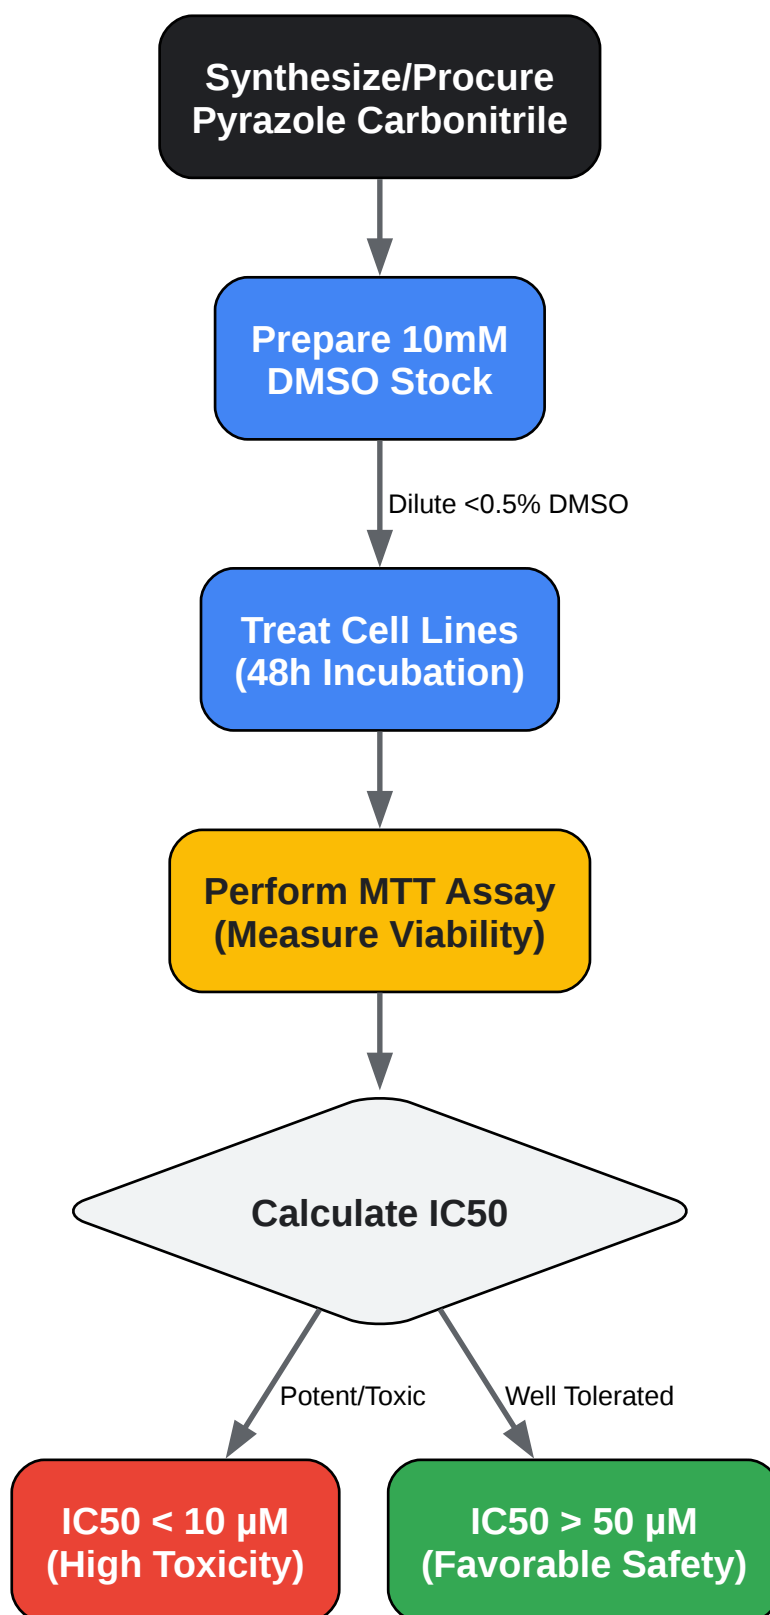 Synthesize/Procure
Pyrazole Carbonitrile
Prepare 10mM
DMSO Stock
Dilute <0.5% DMSO
Treat Cell Lines
(48h Incubation)
Perform MTT Assay
(Measure Viability)
Calculate IC50
Potent/Toxic
Well Tolerated
IC50 < 10 µM
(High Toxicity)
IC50 > 50 µM
(Favorable Safety)